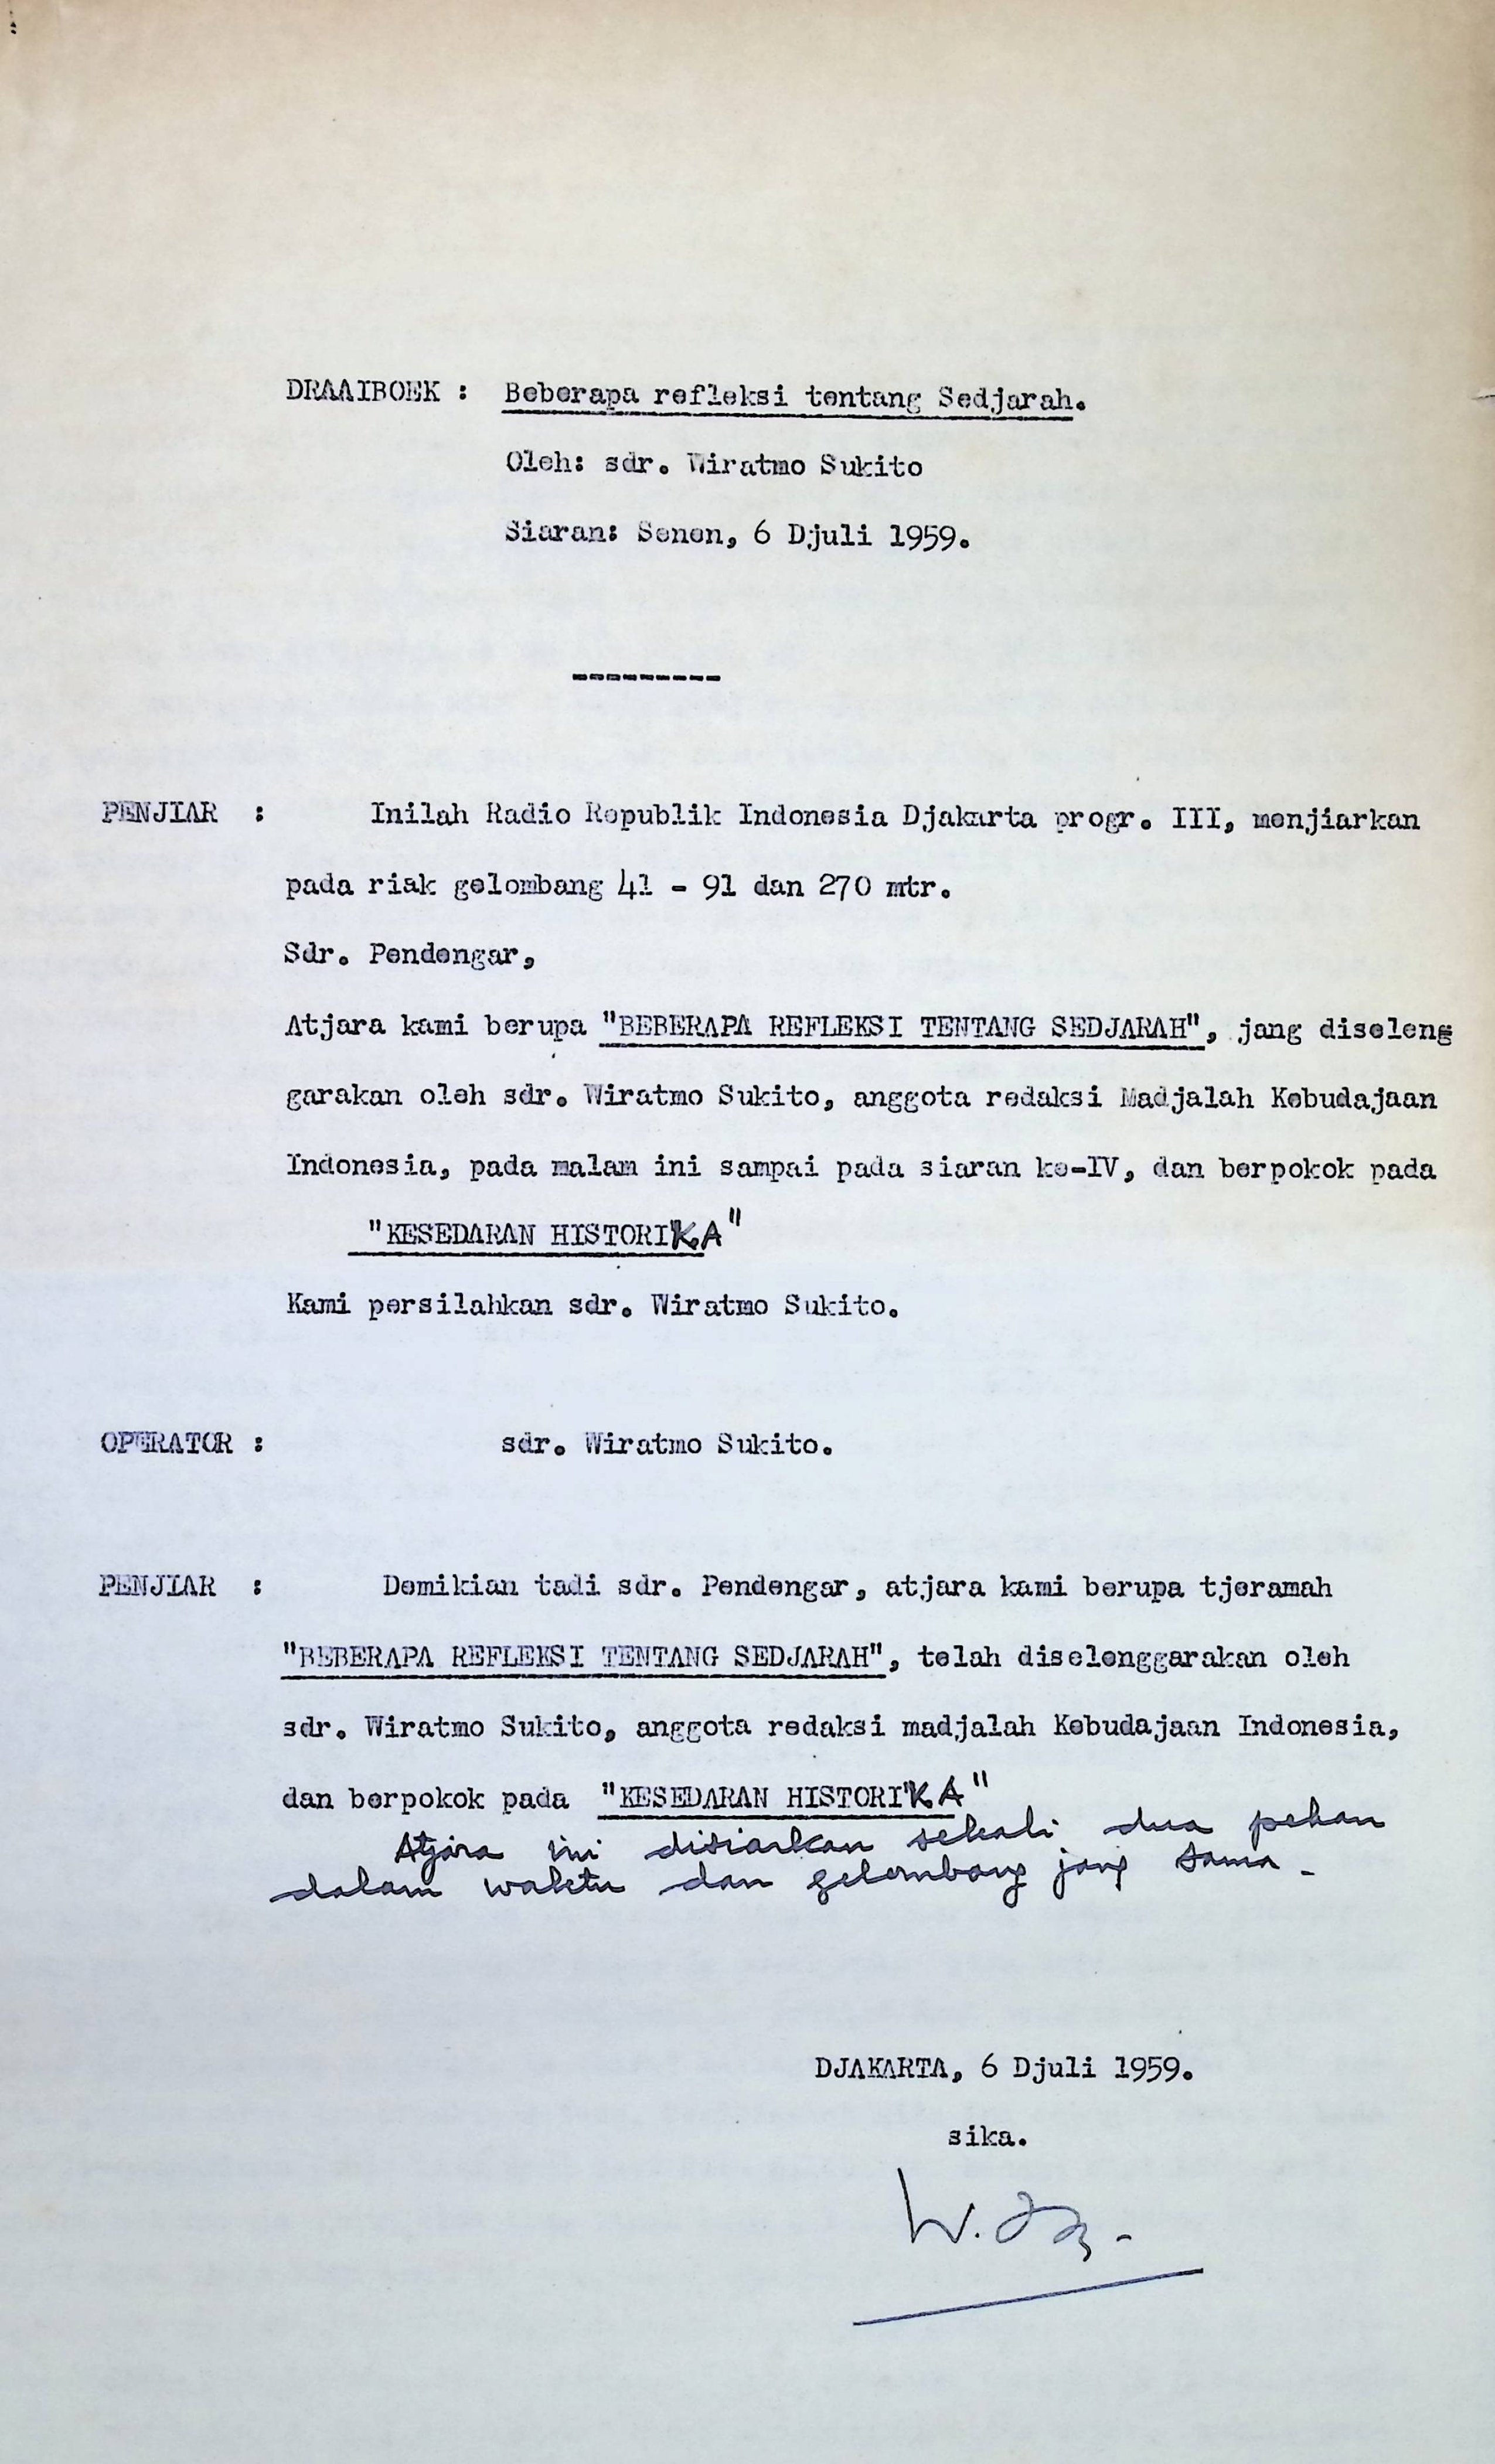 DRAAIBOEK : Beberapa refleksi tentang Sedjarah.
Oleh: sdr. Wiratmo Sukito
Siaran: Senen, 6 Djuli 1959.
----------
PENJIAR : Inilah Radio Republik Indonesia Djakarta progr. III, menjiarkan
pada riak gelombang 41 - 91 dan 270 mtr.
Sdr. Pendengar,
Atjara kami berupa "BEBERAPA REFLEKSI TENTANG SEDJARAH", jang diseleng
garakan oleh sdr. Wiratmo Sukito, anggota redaksi Madjalah Kebudajaan
Indonesia, pada malam ini sampai pada siaran ke-IV, dan berpokok pada
"KESEDARAN HISTORIKA"
Kami persilahkan sdr. Wiratmo Sukito.
OPERATOR : sdr. Wiratmo Sukito.
PENJIAR : Demikian tadi sdr. Pendengar, atjara kami berupa tjeramah
"BEBERAPA REFLEKSI TENTANG SEDJARAH", telah diselenggarakan oleh
sdr. Wiratmo Sukito, anggota redaksi madjalah Kebudajaan Indonesia,
dan berpokok pada "KESEDARAN HISTORIKA"
Atjara ini disiarkan sekali dua pekan
dalam waktu dan gelombang jang sama -
DJAKARTA, 6 Djuli 1959.
sika.